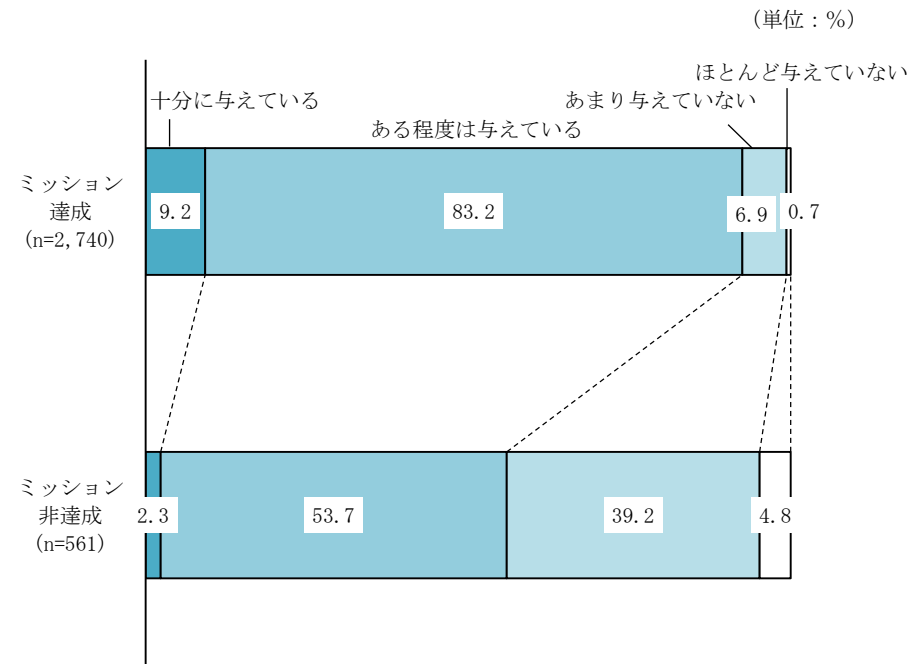 （単位：％）
ほとんど与えていない
十分に与えている
あまり与えていない
ある程度は与えている
ミッション
達成
(n=2,740)
9.2
83.2
6.9
0.7
ミッション
非達成
(n=561)
2.3
53.7
39.2
4.8